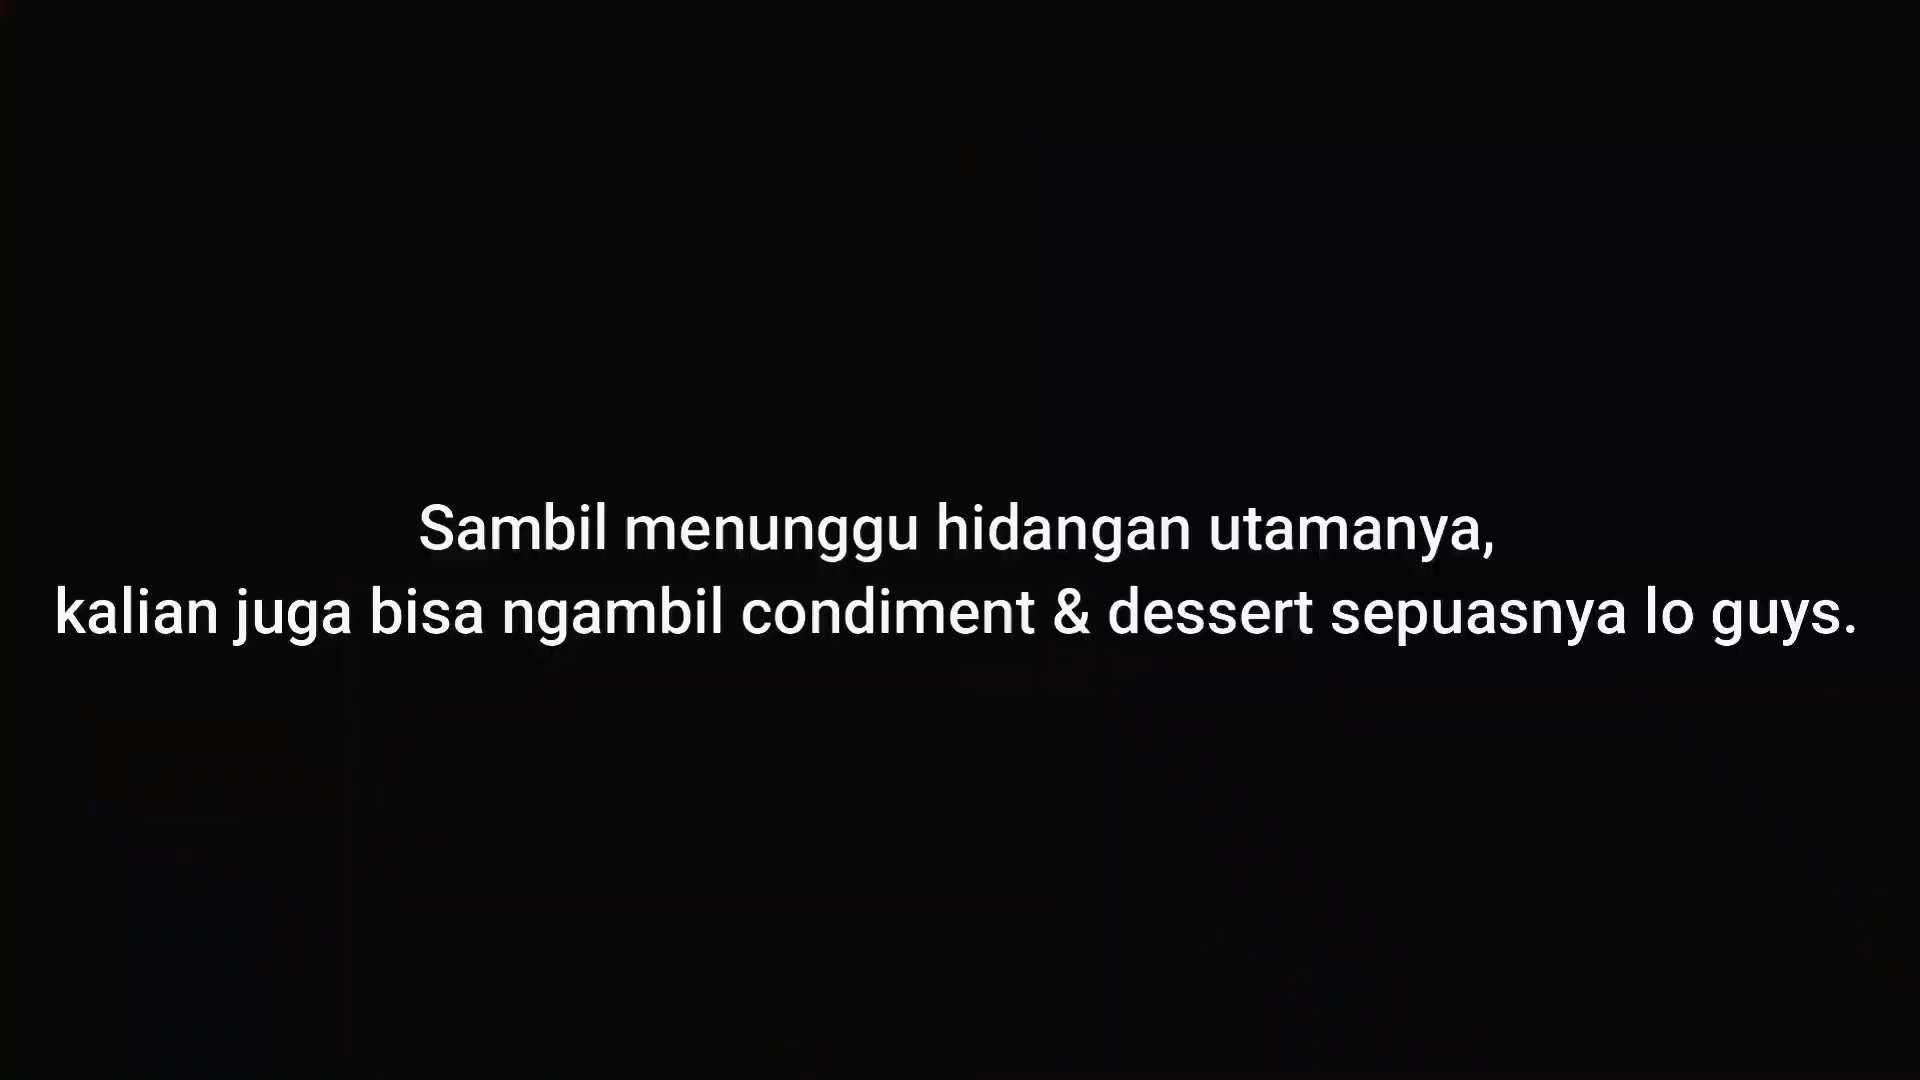 Sambil menunggu hidangan utamanya,
kalian juga bisa ngambil condiment & dessert sepuasnya lo guys.